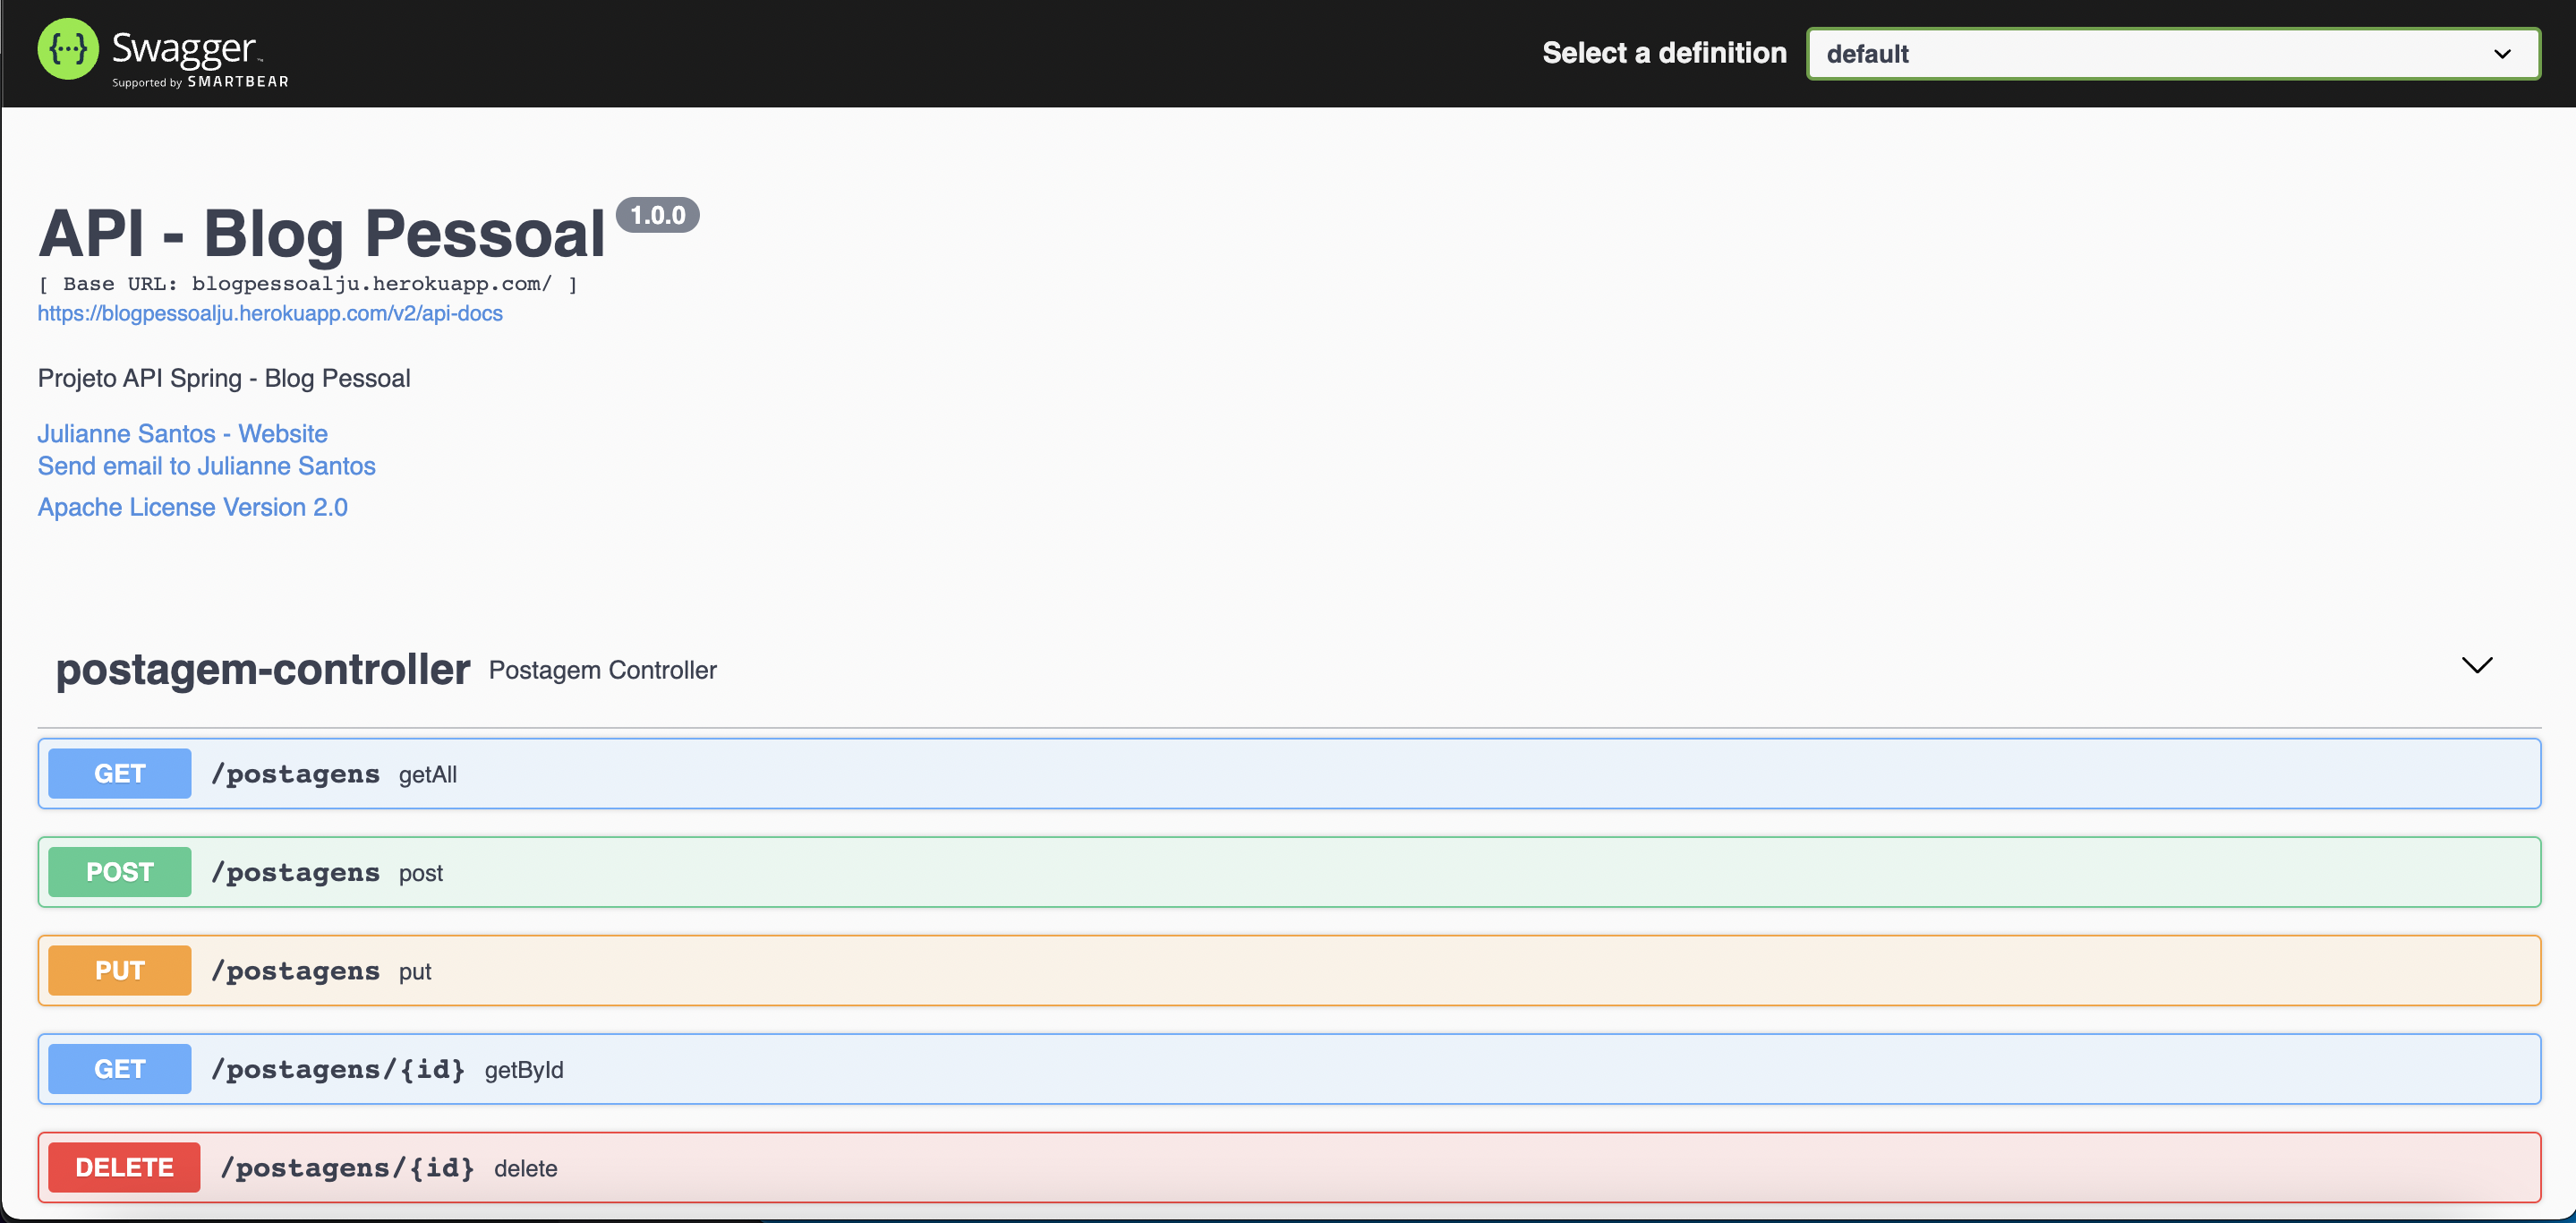 {···} Swagger™
Supported by SMARTBEAR
Select a definition default
API - Blog Pessoal 1.0.0
[ Base URL: blogpessoalju.herokuapp.com/ ]
https://blogpessoalju.herokuapp.com/v2/api-docs
Projeto API Spring - Blog Pessoal
Julianne Santos - Website
Send email to Julianne Santos
Apache License Version 2.0
postagem-controller Postagem Controller
GET /postagens getAll
POST /postagens post
PUT /postagens put
GET /postagens/{id} getById
DELETE /postagens/{id} delete